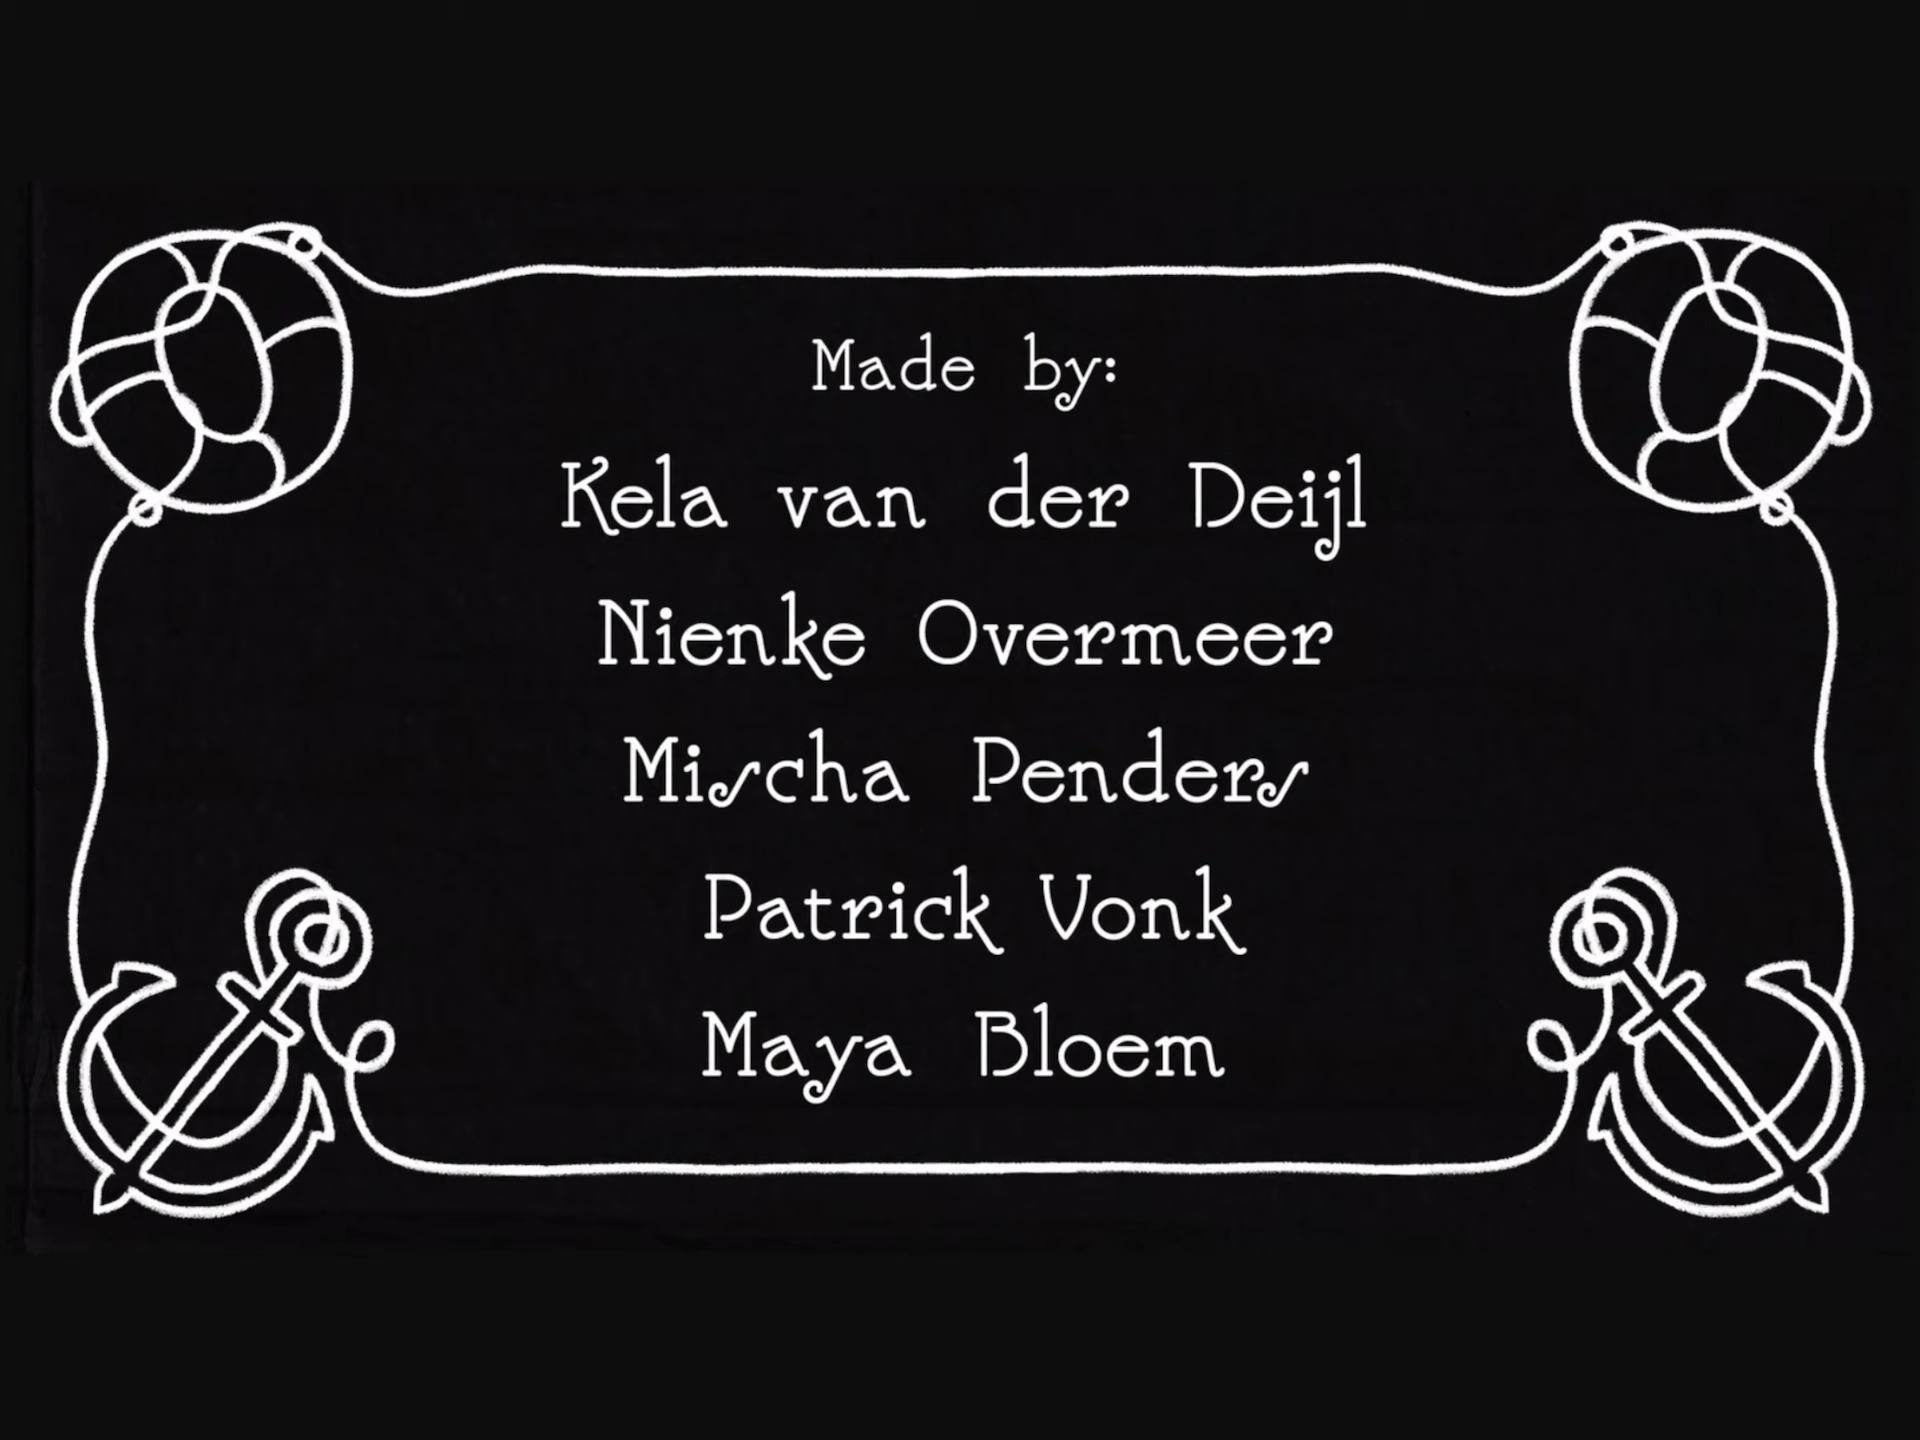 Made by:
Kela van der Deijl
Nienke Overmeer
Mischa Penders
Patrick Vonk
Maya Bloem